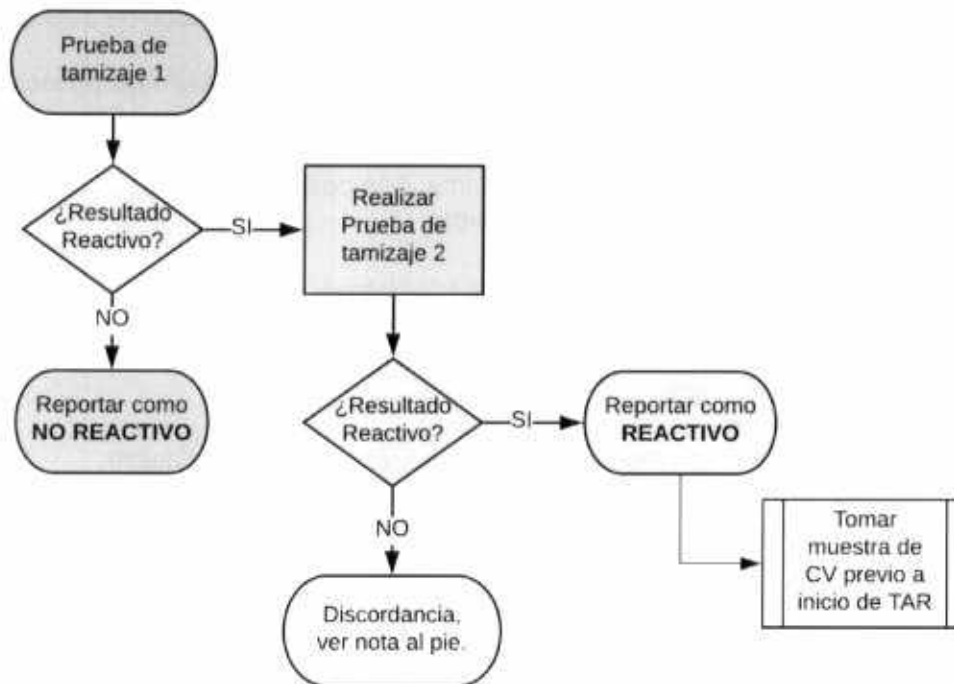 Prueba de
tamizaje 1
¿Resultado
Reactivo?
SI
Realizar
Prueba de
tamizaje 2
NO
Reportar como
NO REACTIVO
¿Resultado
Reactivo?
SI
Reportar como
REACTIVO
NO
Discordancia,
ver nota al pie.
Tomar
muestra de
CV previo a
inicio de TAR